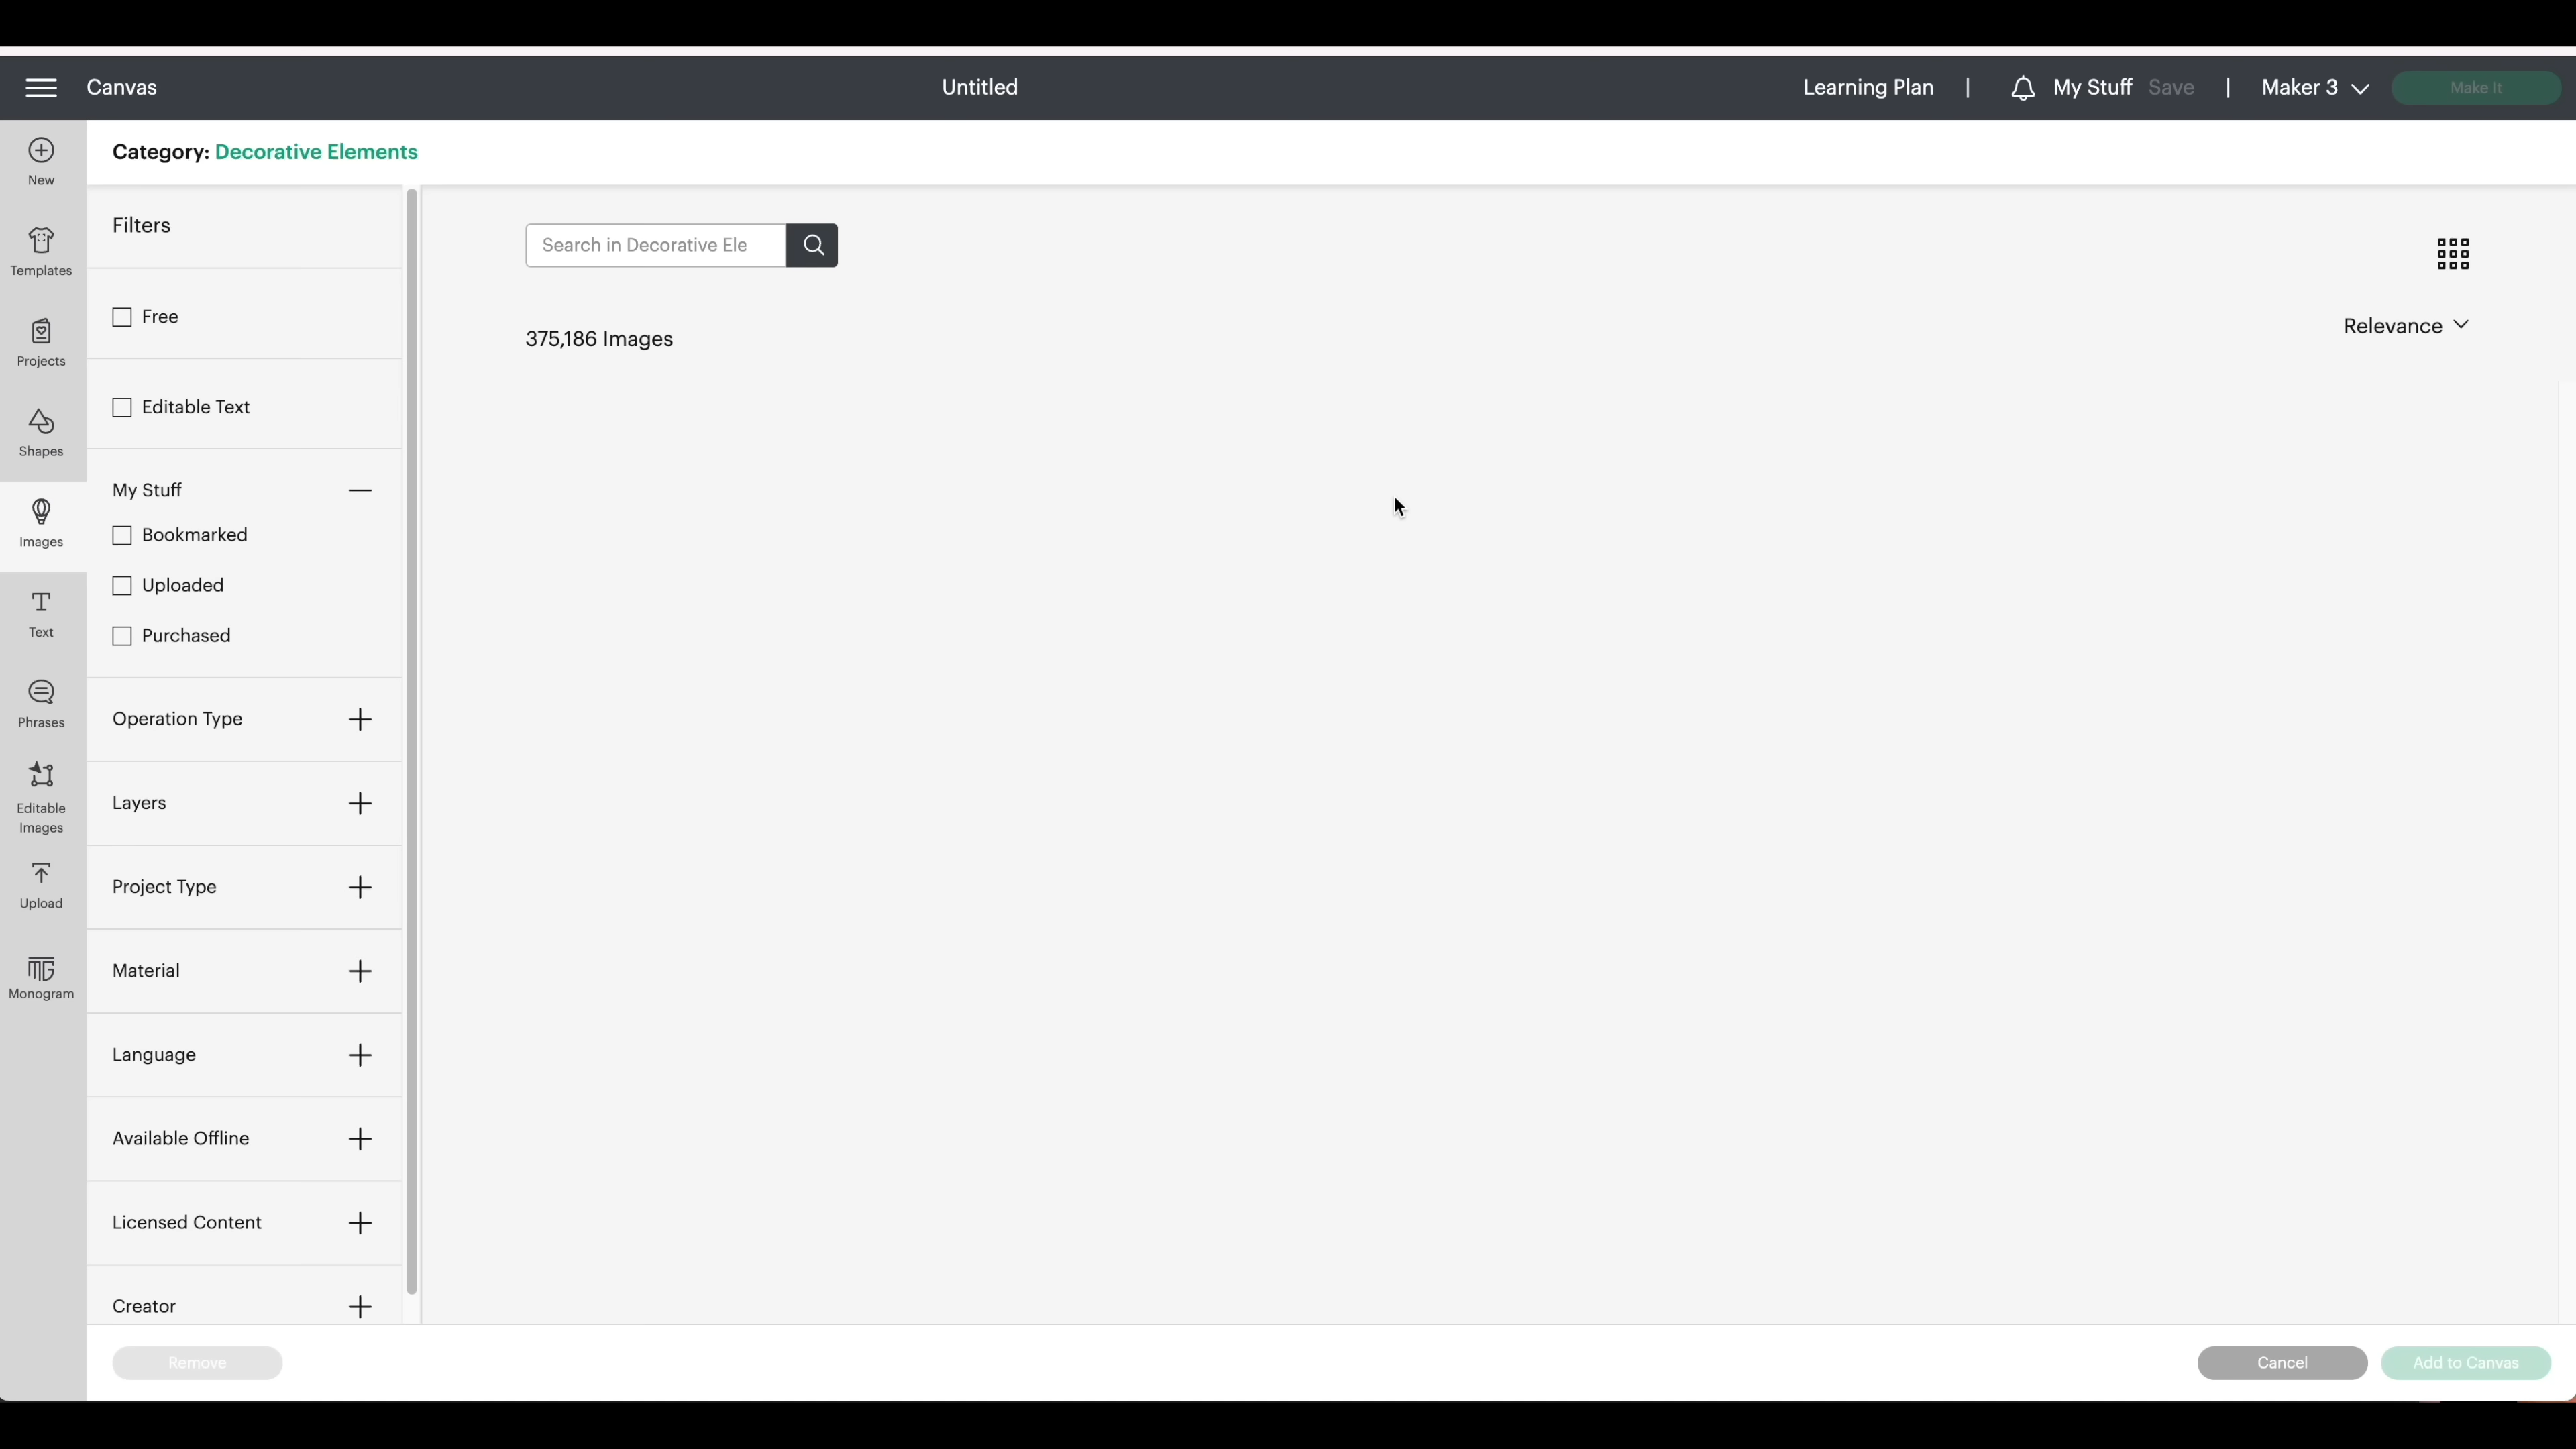 Canvas
Untitled
Learning Plan | My Stuff Save | Maker 3 Make It
Category: Decorative Elements
New
Templates
Projects
Shapes
Images
Text
Phrases
Editable
Images
Upload
Monogram
Filters
Free
Editable Text
My Stuff
Bookmarked
Uploaded
Purchased
Operation Type
Layers
Project Type
Material
Language
Available Offline
Licensed Content
Creator
Search in Decorative Ele
375,186 Images
Relevance
Remove
Cancel
Add to Canvas